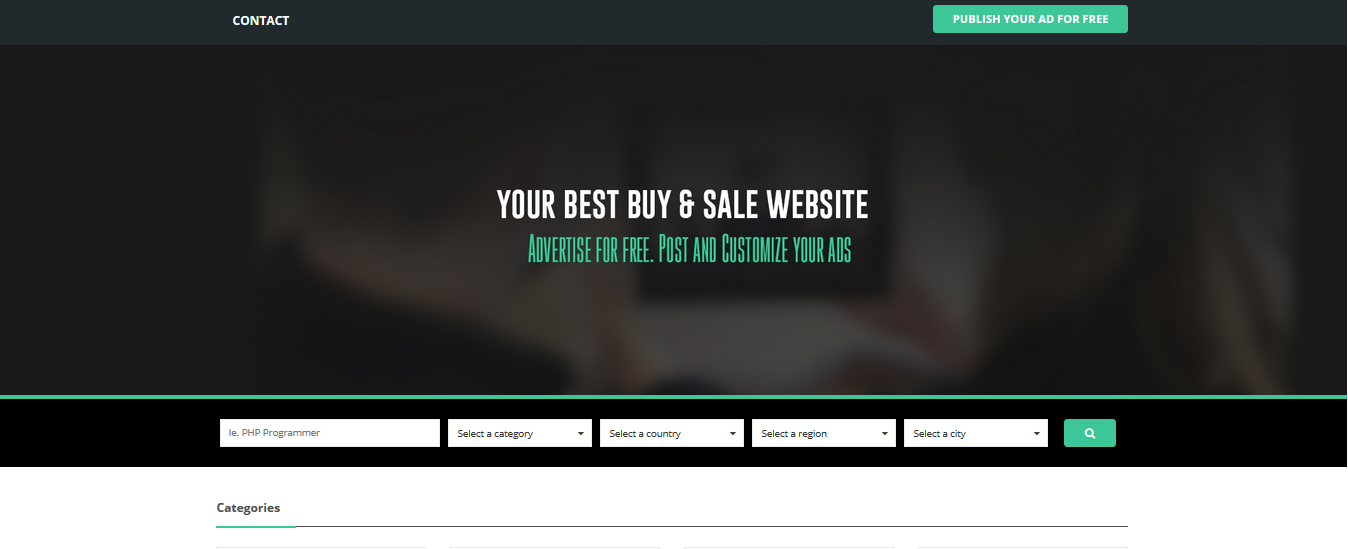 CONTACT
PUBLISH YOUR AD FOR FREE
YOUR BEST BUY & SALE WEBSITE
Advertise for free. Post and Customize your ads
Ie. PHP Programmer
Select a category
Select a country
Select a region
Select a city
Categories